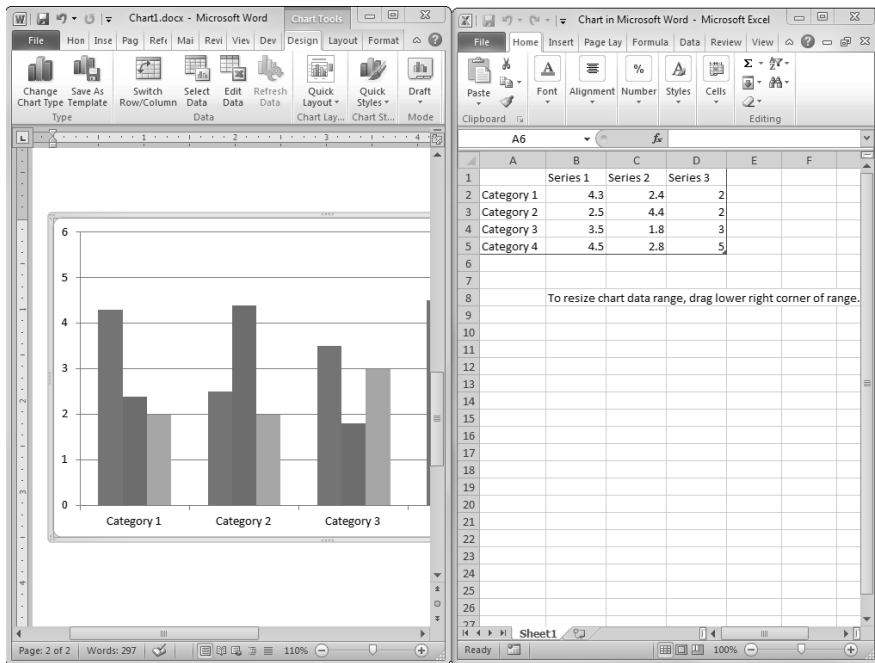 Chart1.docx - Microsoft Word
Chart Tools
File Hon Inse Pag Refe Mai Revi View Dev Design Layout Format
Change Chart Type
Save As Template
Switch Row/Column
Select Data
Edit Data
Refresh Data
Quick Layout
Quick Styles
Draft
Type
Data
Chart Lay...
Chart St...
Mode
1 2 3 4
6
5
4
3
2
1
0
Category 1 Category 2 Category 3
Page: 2 of 2 Words: 297 110%
Chart in Microsoft Word - Microsoft Excel
File Home Insert Page Lay Formula Data Review View
Paste
Font
Alignment
Number
Styles
Cells
Clipboard
Editing
A6 fx
A B C D E F
1 Series 1 Series 2 Series 3
2 Category 1 4.3 2.4 2
3 Category 2 2.5 4.4 2
4 Category 3 3.5 1.8 3
5 Category 4 4.5 2.8 5
6
7
8 To resize chart data range, drag lower right corner of range.
9
10
11
12
13
14
15
16
17
18
19
20
21
22
23
24
25
26
27
Sheet1
Ready 100%